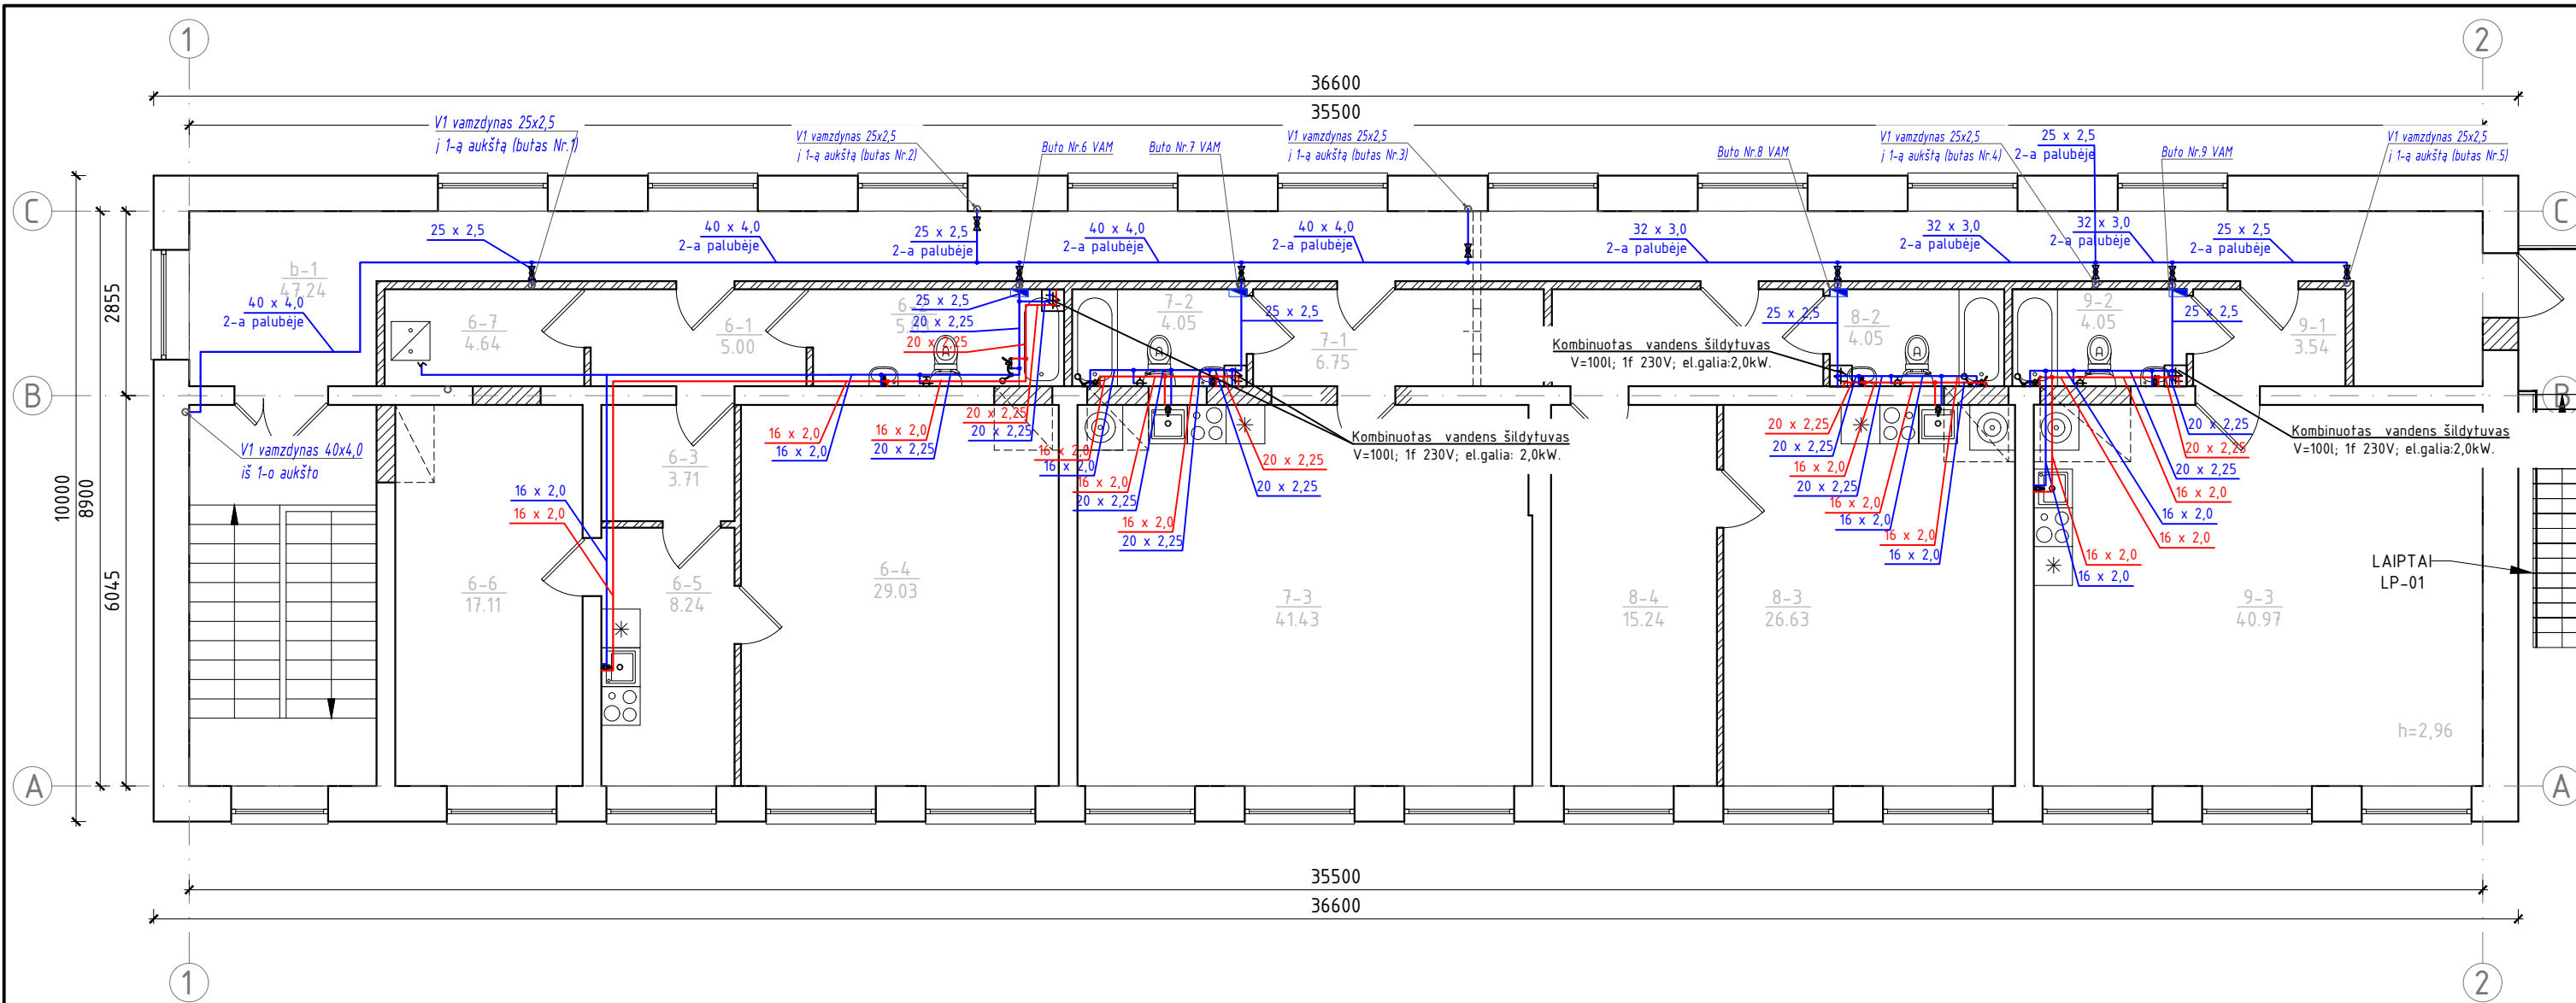 1
2
36600
35500
V1 vamzdynas 25x2,5
į 1-ą aukštą (butas Nr.1)
V1 vamzdynas 25x2,5
į 1-ą aukštą (butas Nr.2)
Buto Nr.6 VAM
Buto Nr.7 VAM
V1 vamzdynas 25x2,5
į 1-ą aukštą (butas Nr.3)
Buto Nr.8 VAM
V1 vamzdynas 25x2,5
į 1-ą aukštą (butas Nr.4)
25 x 2,5
2-a palubėje
Buto Nr.9 VAM
V1 vamzdynas 25x2,5
į 1-ą aukštą (butas Nr.5)
C
C
25 x 2,5
40 x 4,0
2-a palubėje
25 x 2,5
2-a palubėje
40 x 4,0
2-a palubėje
40 x 4,0
2-a palubėje
32 x 3,0
2-a palubėje
32 x 3,0
2-a palubėje
32 x 3,0
2-a palubėje
25 x 2,5
2-a palubėje
b-1
47.24
40 x 4,0
2-a palubėje
6-7
4.64
6-1
5.00
25 x 2,5
20 x 2,25
20 x 2,25
7-2
4.05
25 x 2,5
7-1
6.75
Kombinuotas vandens šildytuvas
V=100l; 1f 230V; el.galia:2,0kW.
25 x 2,5
8-2
4.05
9-2
4.05
25 x 2,5
9-1
3.54
B
B
V1 vamzdynas 40x4,0
iš 1-o aukšto
6-3
3.71
16 x 2,0
16 x 2,0
16 x 2,0
20 x 2,25
20 x 2,25
20 x 2,25
16 x 2,0
16 x 2,0
16 x 2,0
20 x 2,25
16 x 2,0
20 x 2,25
20 x 2,25
20 x 2,25
Kombinuotas vandens šildytuvas
V=100l; 1f 230V; el.galia: 2,0kW.
20 x 2,25
20 x 2,25
16 x 2,0
20 x 2,25
16 x 2,0
16 x 2,0
16 x 2,0
16 x 2,0
20 x 2,25
20 x 2,25
20 x 2,25
16 x 2,0
16 x 2,0
16 x 2,0
16 x 2,0
16 x 2,0
Kombinuotas vandens šildytuvas
V=100l; 1f 230V; el.galia:2,0kW.
16 x 2,0
16 x 2,0
6-6
17.11
6-5
8.24
6-4
29.03
7-3
41.43
8-4
15.24
8-3
26.63
9-3
40.97
LAIPTAI
LP-01
h=2,96
2855
6045
8900
10000
A
A
35500
36600
1
2